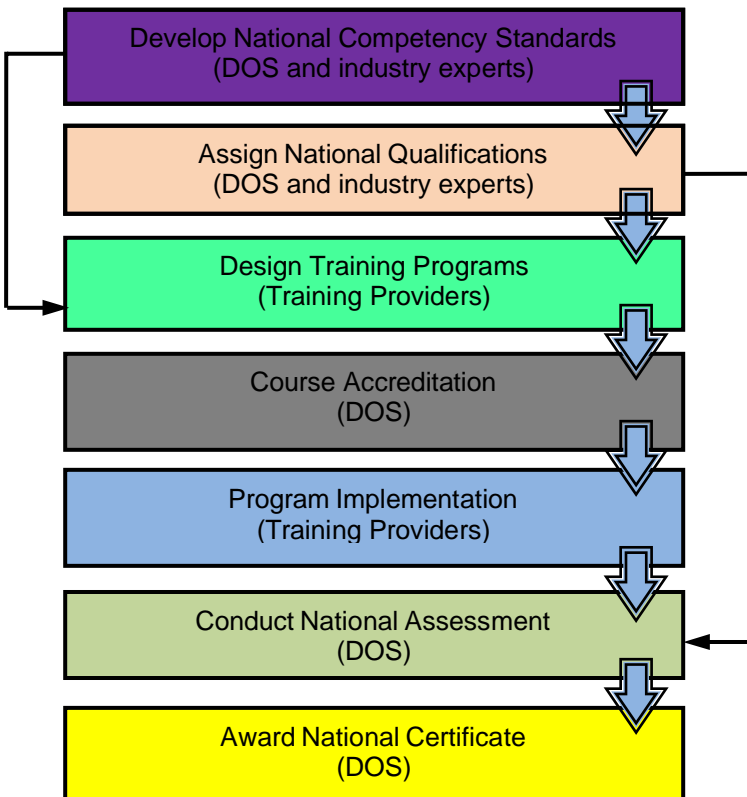 Develop National Competency Standards
(DOS and industry experts)
Assign National Qualifications
(DOS and industry experts)
Design Training Programs
(Training Providers)
Course Accreditation
(DOS)
Program Implementation
(Training Providers)
Conduct National Assessment
(DOS)
Award National Certificate
(DOS)